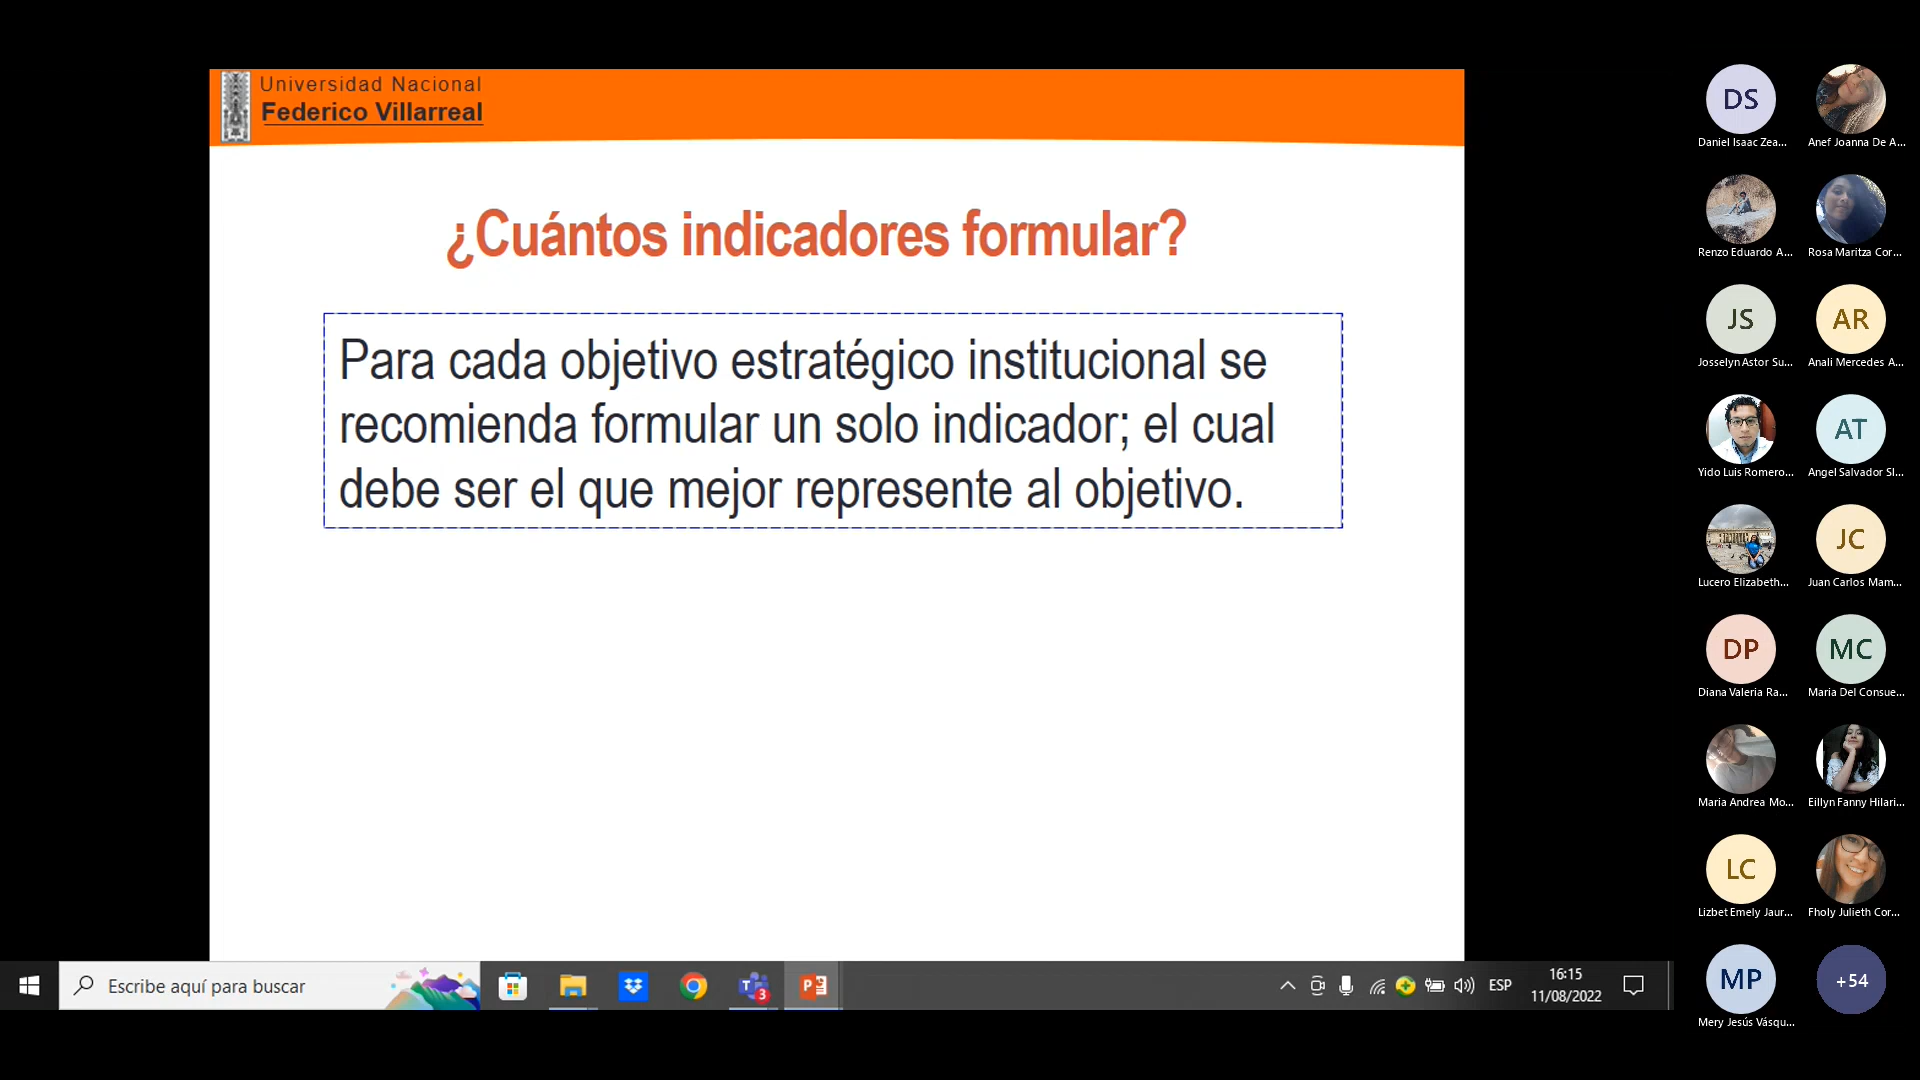 Universidad Nacional
Federico Villarreal
¿Cuántos indicadores formular?
Para cada objetivo estratégico institucional se
recomienda formular un solo indicador; el cual
debe ser el que mejor represente al objetivo.
DS
Daniel Isaac Zea...
Anef Joanna De A...
Renzo Eduardo A...
Rosa Maritza Cor...
JS
Josselyn Astor Su...
AR
Anali Mercedes A...
Yido Luis Romero...
AT
Angel Salvador Sl...
Lucero Elizabeth...
JC
Juan Carlos Mam...
DP
Diana Valeria Ra...
MC
Maria Del Consue...
Maria Andrea Mo...
Eillyn Fanny Hilari...
LC
Lizbet Emely Jaur...
Fholy Julieth Cor...
MP
Mery Jesús Vásqu...
+54
Escribe aquí para buscar
3
ESP
16:15
11/08/2022